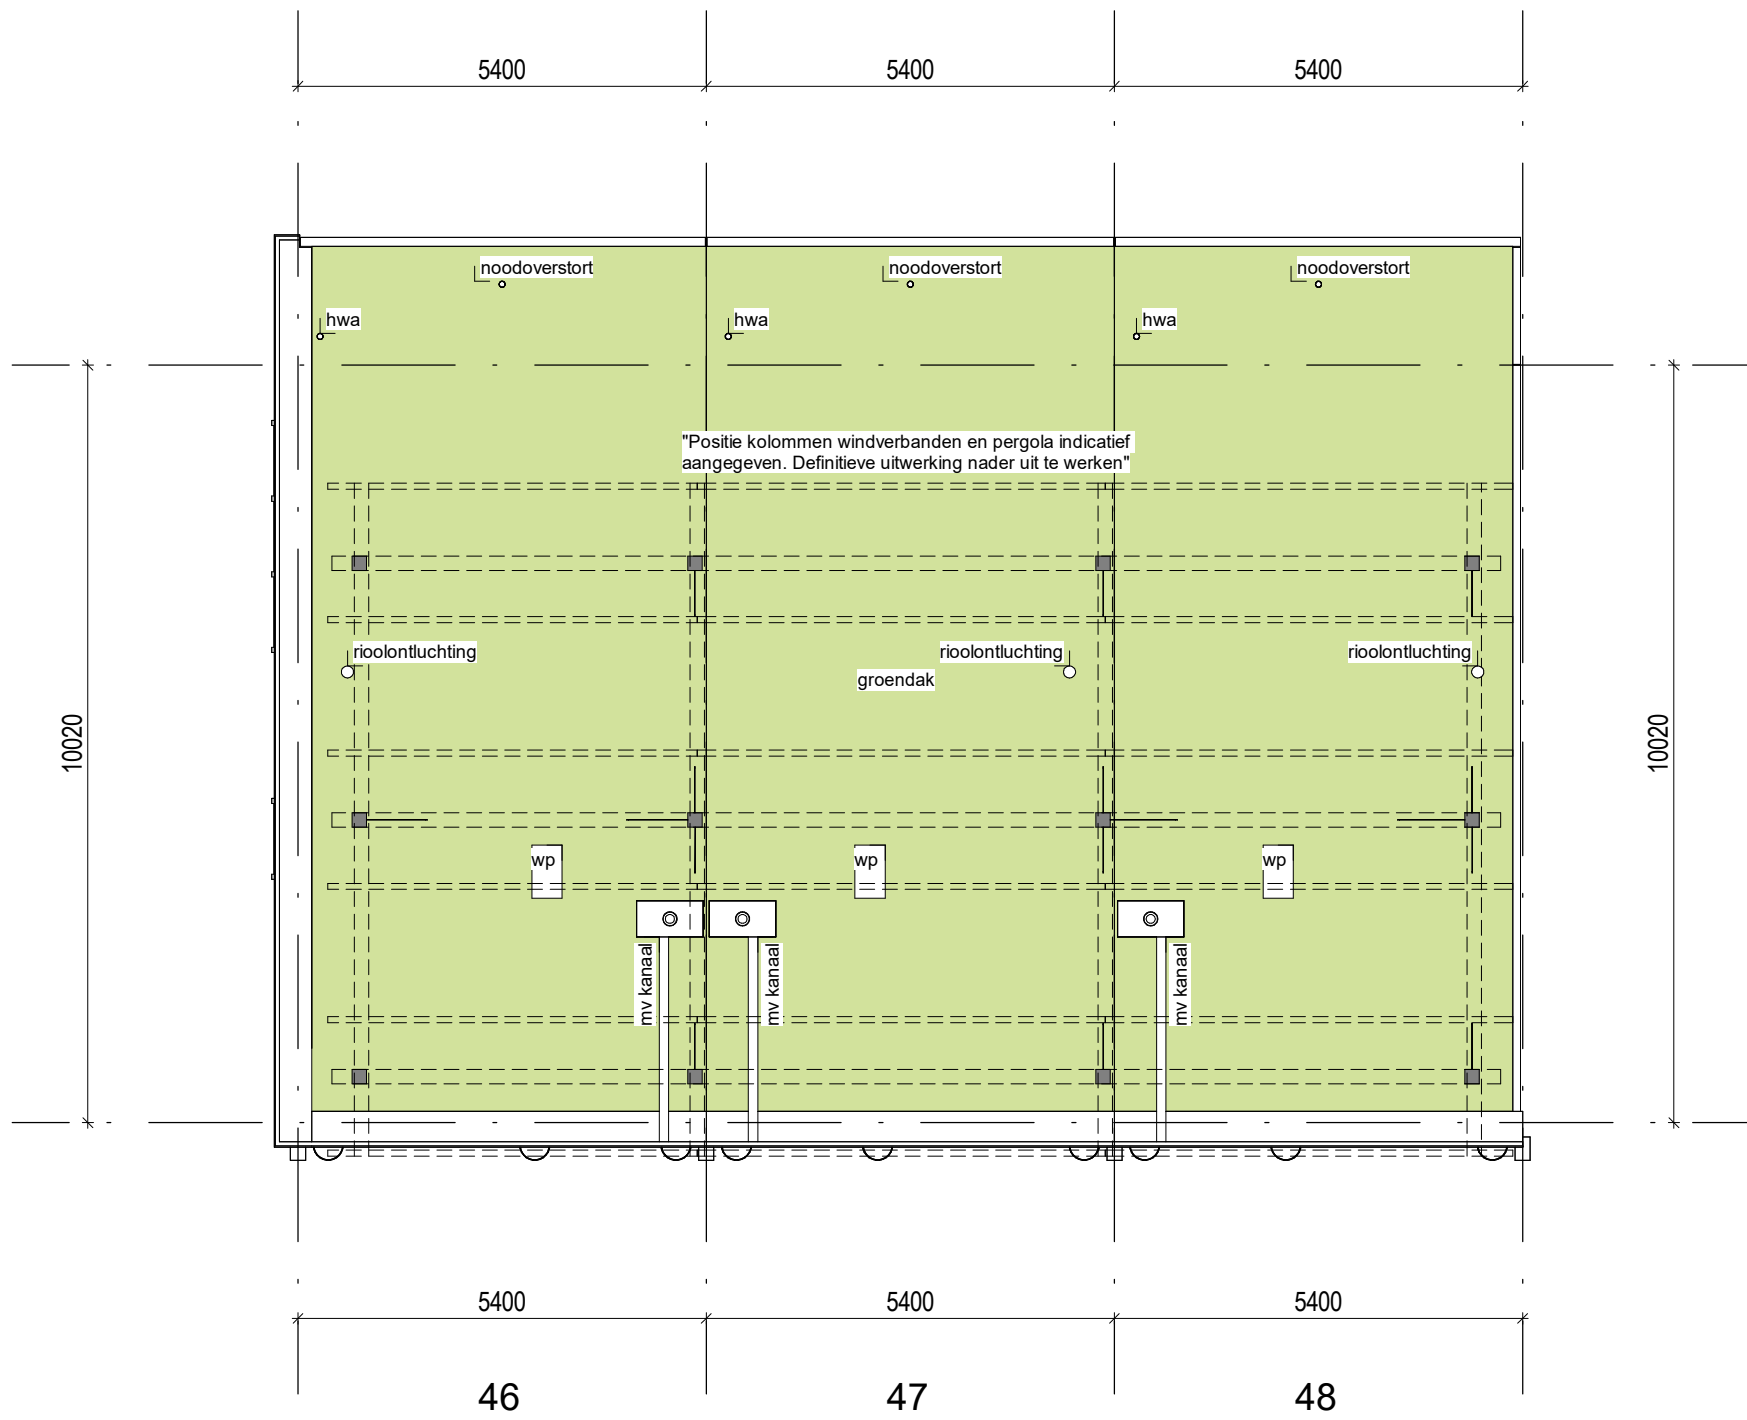 5400 5400 5400
noodoverstort noodoverstort noodoverstort
hwa hwa hwa
"Positie kolommen windverbanden en pergola indicatief
aangegeven. Definitieve uitwerking nader uit te werken"
rioolontluchting rioolontluchting rioolontluchting
groendak
10020 10020
wp wp wp
mv kanaal mv kanaal mv kanaal
5400 5400 5400
46 47 48